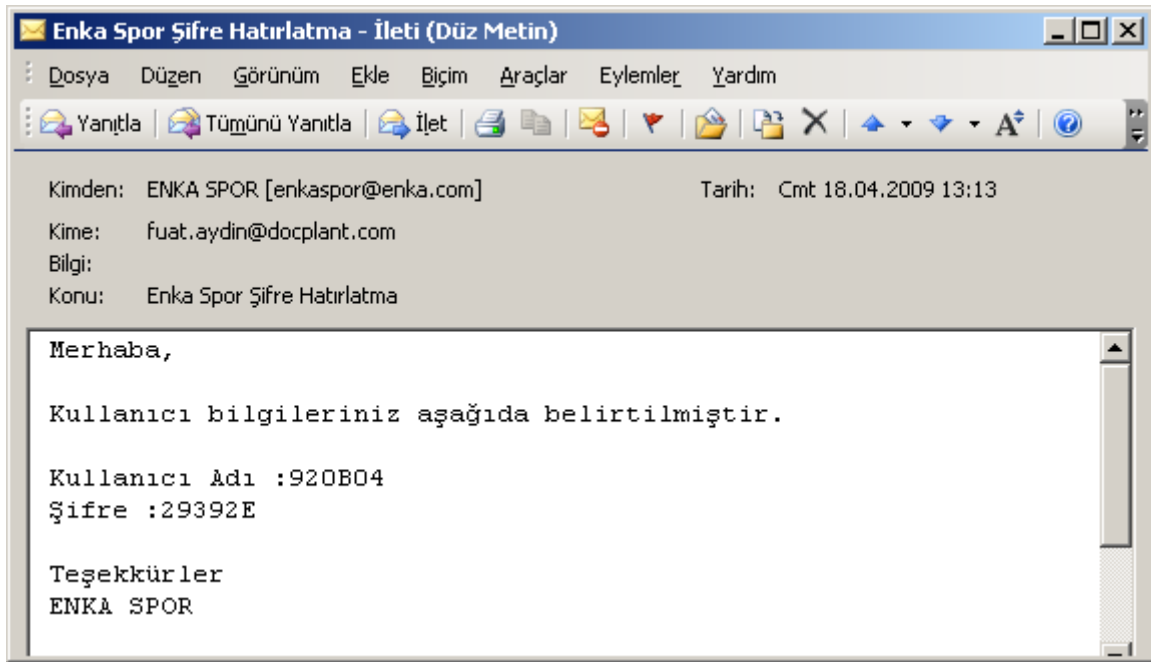 Enka Spor Şifre Hatırlatma - İleti (Düz Metin)
Dosya Düzen Görünüm Ekle Biçim Araçlar Eylemler Yardım
Yanıtla Tümünü Yanıtla İlet
Kimden: ENKA SPOR [enkaspor@enka.com] Tarih: Cmt 18.04.2009 13:13
Kime: fuat.aydin@docplant.com
Bilgi:
Konu: Enka Spor Şifre Hatırlatma
Merhaba,
Kullanıcı bilgileriniz aşağıda belirtilmiştir.
Kullanıcı Adı :920B04
Şifre :29392E
Teşekkürler
ENKA SPOR